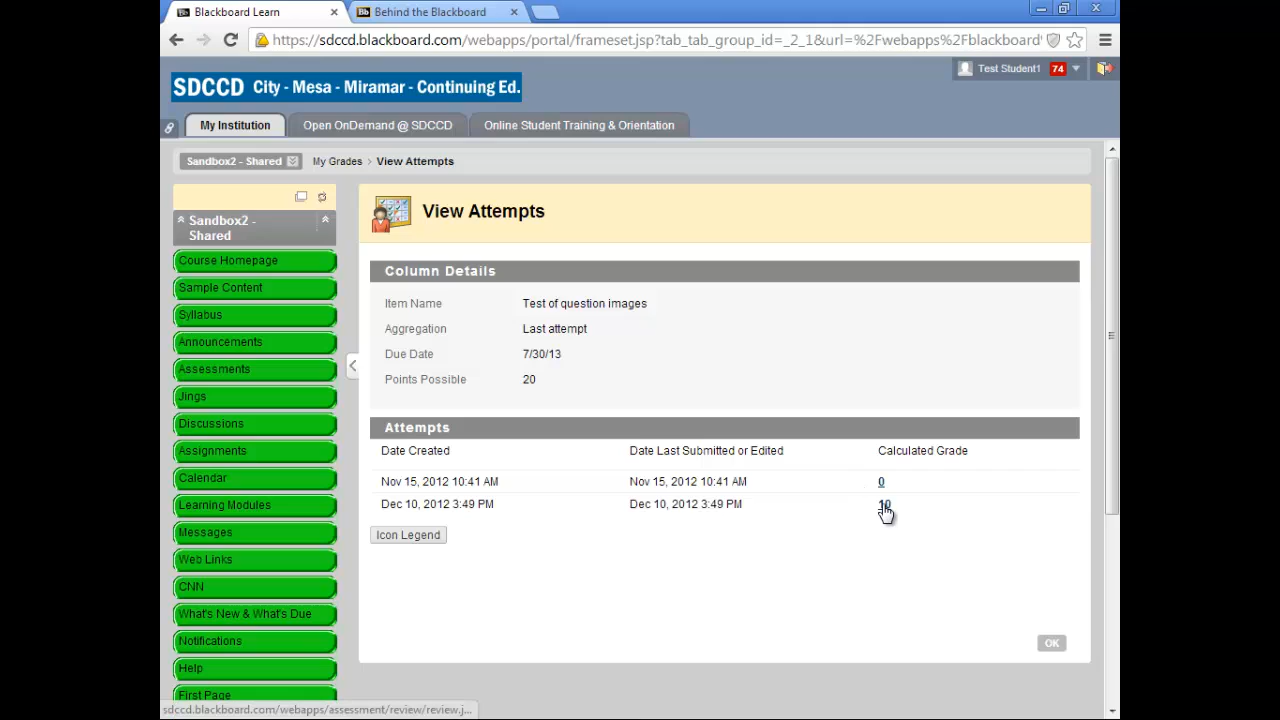 Blackboard Learn
Behind the Blackboard
https://sdccd.blackboard.com/webapps/portal/frameset.jsp?tab_tab_group_id=_2_1&url=%2Fwebapps%2Fblackboard%
Test Student1 74
SDCCD City - Mesa - Miramar - Continuing Ed.
My Institution
Open OnDemand @ SDCCD
Online Student Training & Orientation
Sandbox2 - Shared
My Grades > View Attempts
Sandbox2 -
Shared
Course Homepage
Sample Content
Syllabus
Announcements
Assessments
Jings
Discussions
Assignments
Calendar
Learning Modules
Messages
Web Links
CNN
What's New & What's Due
Notifications
Help
First Page
View Attempts
Column Details
Item Name Test of question images
Aggregation Last attempt
Due Date 7/30/13
Points Possible 20
Attempts
Date Created Date Last Submitted or Edited Calculated Grade
Nov 15, 2012 10:41 AM Nov 15, 2012 10:41 AM 0
Dec 10, 2012 3:49 PM Dec 10, 2012 3:49 PM 10
Icon Legend
OK
sdccd.blackboard.com/webapps/assessment/review/review.j...